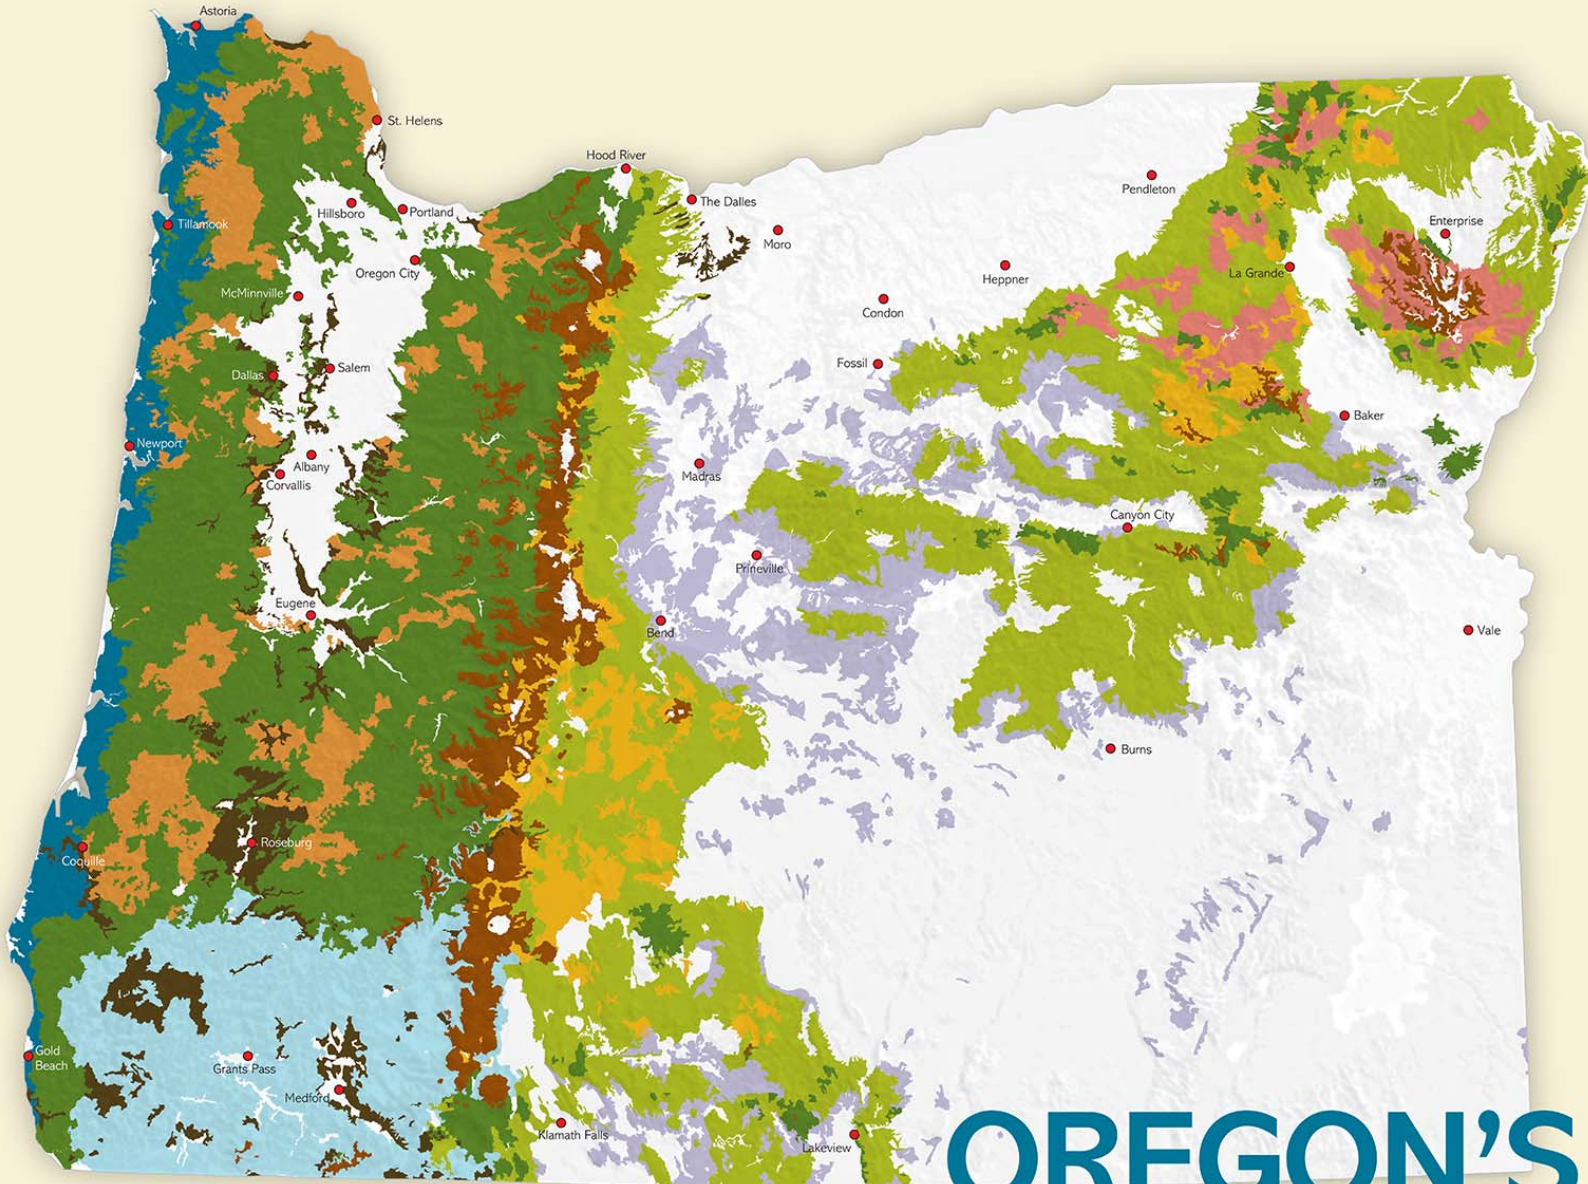 Astoria
St. Helens
Hood River
The Dalles
Pendleton
Hillsboro
Portland
Tillamook
Moro
Enterprise
Oregon City
Heppner
La Grande
McMinnville
Condon
Fossil
Salem
Dallas
Baker
Newport
Albany
Madras
Corvallis
Canyon City
Prineville
Eugene
Bend
Vale
Burns
Roseburg
Coquille
Gold
Beach
Grants Pass
Medford
Klamath Falls
Lakeview
OREGON'S